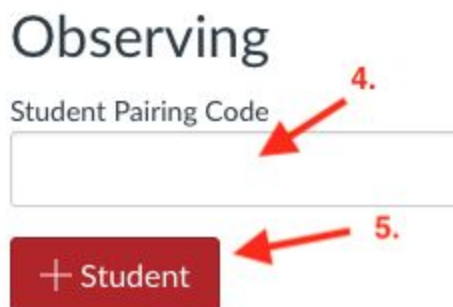 Observing
4.
Student Pairing Code
5.
+ Student